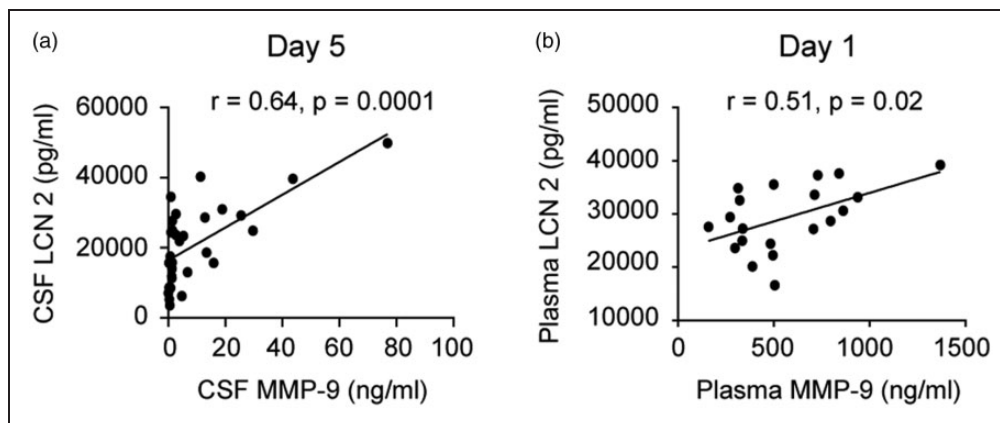 (a)
Day 5
r = 0.64, p = 0.0001
CSF LCN 2 (pg/ml)
60000
40000
20000
0
0 20 40 60 80 100
CSF MMP-9 (ng/ml)
(b)
Day 1
r = 0.51, p = 0.02
Plasma LCN 2 (pg/ml)
50000
40000
30000
20000
10000
0 500 1000 1500
Plasma MMP-9 (ng/ml)